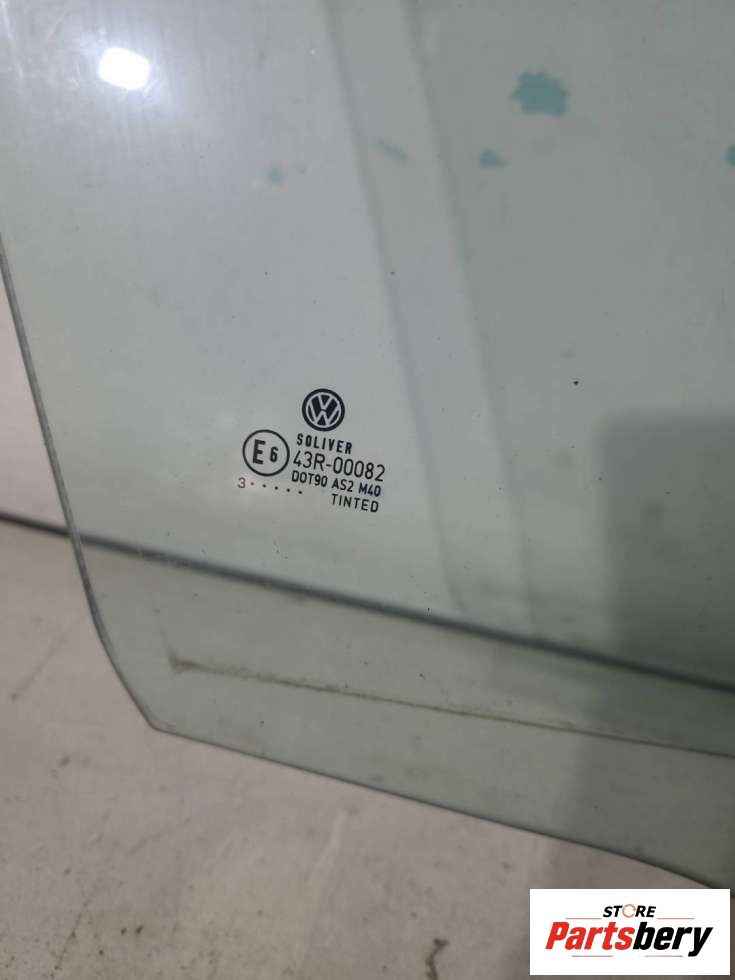 SOLIVER
E6 43R-00082
DOT90 AS2 M40
3 · · · · ·
TINTED
STORE
Partsbery